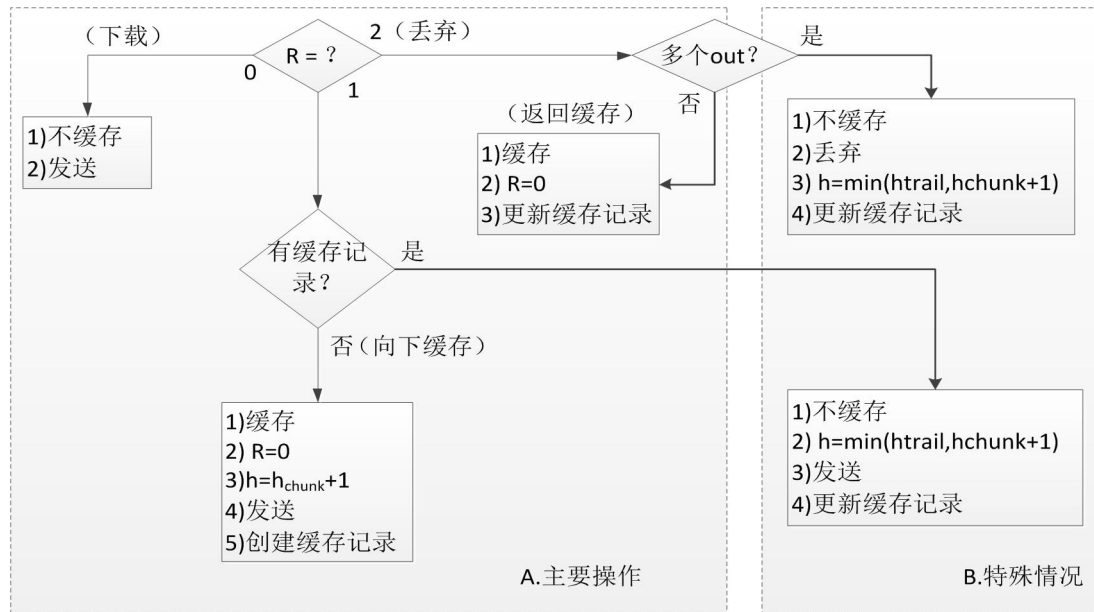 （下载）
R = ？
0
1
2（丢弃）
多个out？
是
否
1)不缓存
2)发送
（返回缓存）
1)缓存
2) R=0
3)更新缓存记录
1)不缓存
2)丢弃
3) h=min(htrail,hchunk+1)
4)更新缓存记录
有缓存记
录？
是
否（向下缓存）
1)缓存
2) R=0
3)h=hchunk+1
4)发送
5)创建缓存记录
1)不缓存
2) h=min(htrail,hchunk+1)
3)发送
4)更新缓存记录
A.主要操作
B.特殊情况